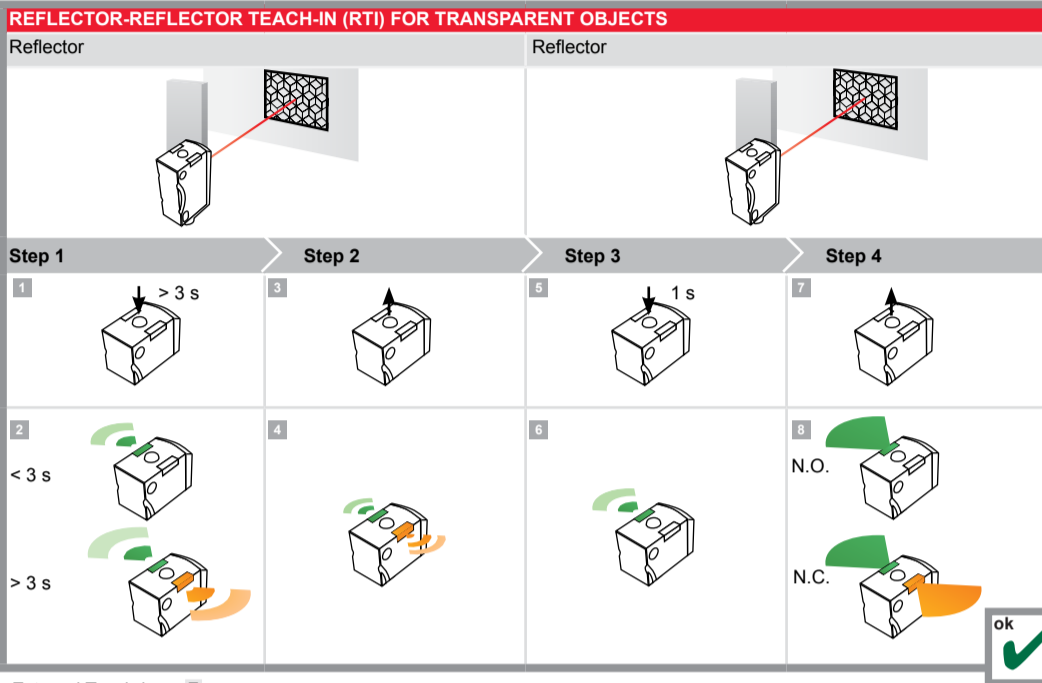 REFLECTOR-REFLECTOR TEACH-IN (RTI) FOR TRANSPARENT OBJECTS
Reflector Reflector
Step 1 Step 2 Step 3 Step 4
1 > 3 s 3 5 1 s 7
2 4 6 8
N.O.
< 3 s
N.C.
> 3 s
ok